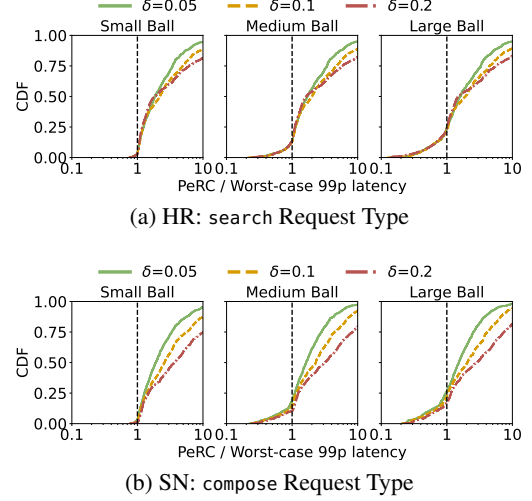 δ=0.05 δ=0.1 δ=0.2
Small Ball Medium Ball Large Ball
1.00
0.75
0.50
0.25
0.00
CDF
0.1 1 10 0.1 1 10 0.1 1 10
PeRC / Worst-case 99p latency
(a) HR: search Request Type
δ=0.05 δ=0.1 δ=0.2
Small Ball Medium Ball Large Ball
1.00
0.75
0.50
0.25
0.00
CDF
0.1 1 10 0.1 1 10 0.1 1 10
PeRC / Worst-case 99p latency
(b) SN: compose Request Type